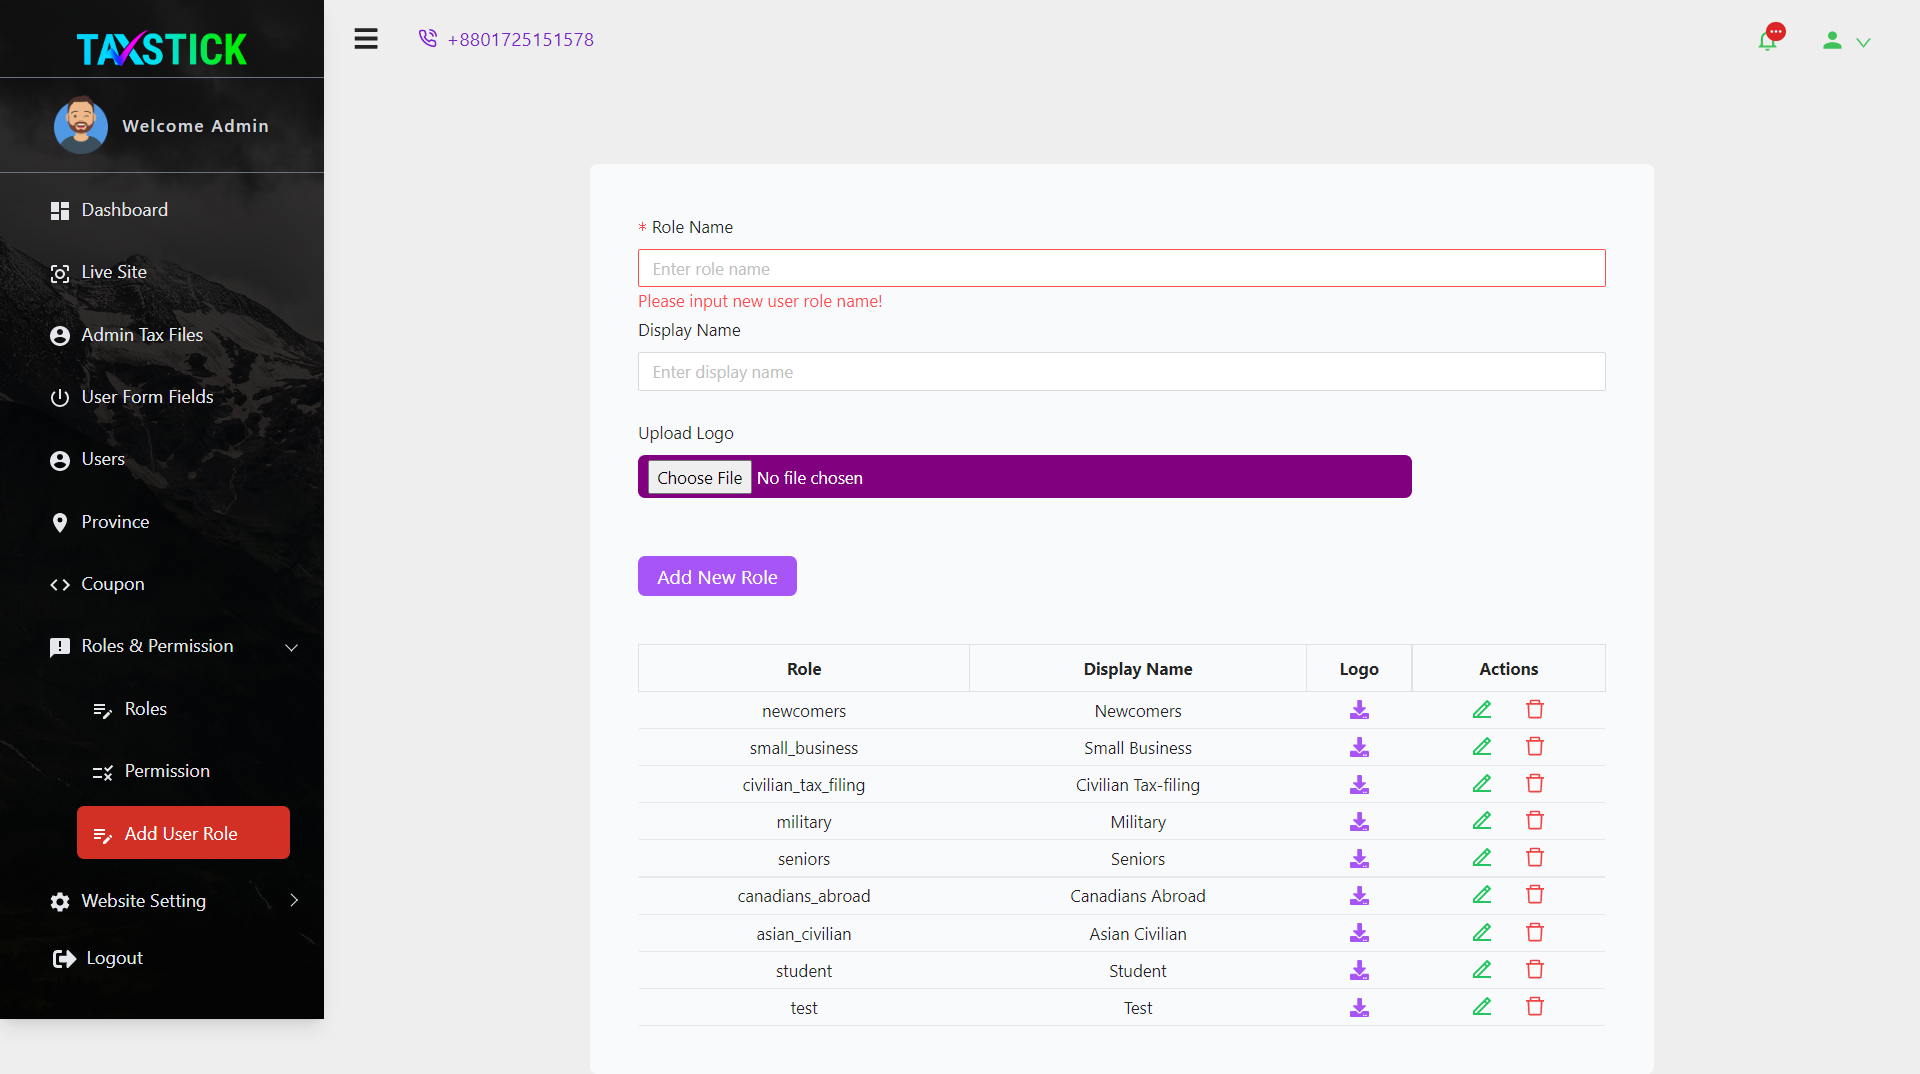 TAXSTICK
Welcome Admin
Dashboard
Live Site
Admin Tax Files
User Form Fields
Users
Province
Coupon
Roles & Permission
Roles
Permission
Add User Role
Website Setting
Logout
+8801725151578
* Role Name
Enter role name
Please input new user role name!
Display Name
Enter display name
Upload Logo
Choose File No file chosen
Add New Role
Role Display Name Logo Actions
newcomers Newcomers
small_business Small Business
civilian_tax_filing Civilian Tax-filing
military Military
seniors Seniors
canadians_abroad Canadians Abroad
asian_civilian Asian Civilian
student Student
test Test